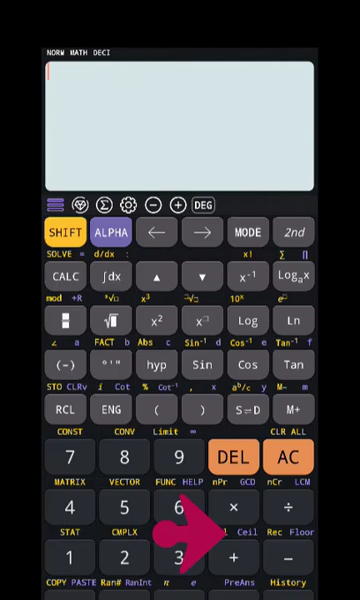 NORM MATH DECI
DEG
SHIFT ALPHA ← → MODE 2nd
SOLVE = d/dx : x! Σ ∏
CALC ∫dx ▲ ▼ x⁻¹ Logₐx
mod +R ³√□ x³ □√□ 10ˣ e□
√□ x² x□ Log Ln
∠ a FACT b Abs c Sin⁻¹ d Cos⁻¹ e Tan⁻¹ f
(−) °'" hyp Sin Cos Tan
STO CLRv i Cot % Cot⁻¹ , x aᵇ/c y M− m
RCL ENG ( ) S⇌D M+
CONST CONV Limit ∞ CLR ALL
7 8 9 DEL AC
MATRIX VECTOR FUNC HELP nPr GCD nCr LCM
4 5 6 × ÷
STAT CMPLX Ceil Rec Floor
1 2 3 + −
COPY PASTE Ran# RanInt π e PreAns History